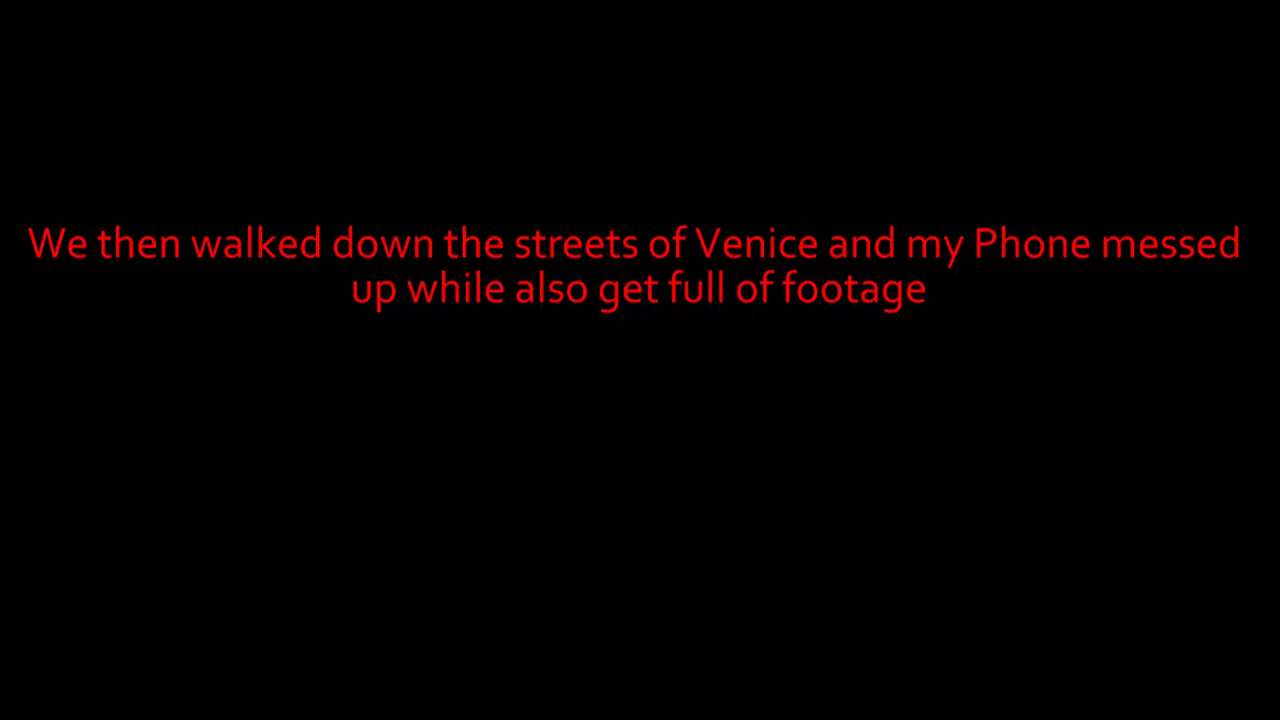 We then walked down the streets of Venice and my Phone messed
up while also get full of footage